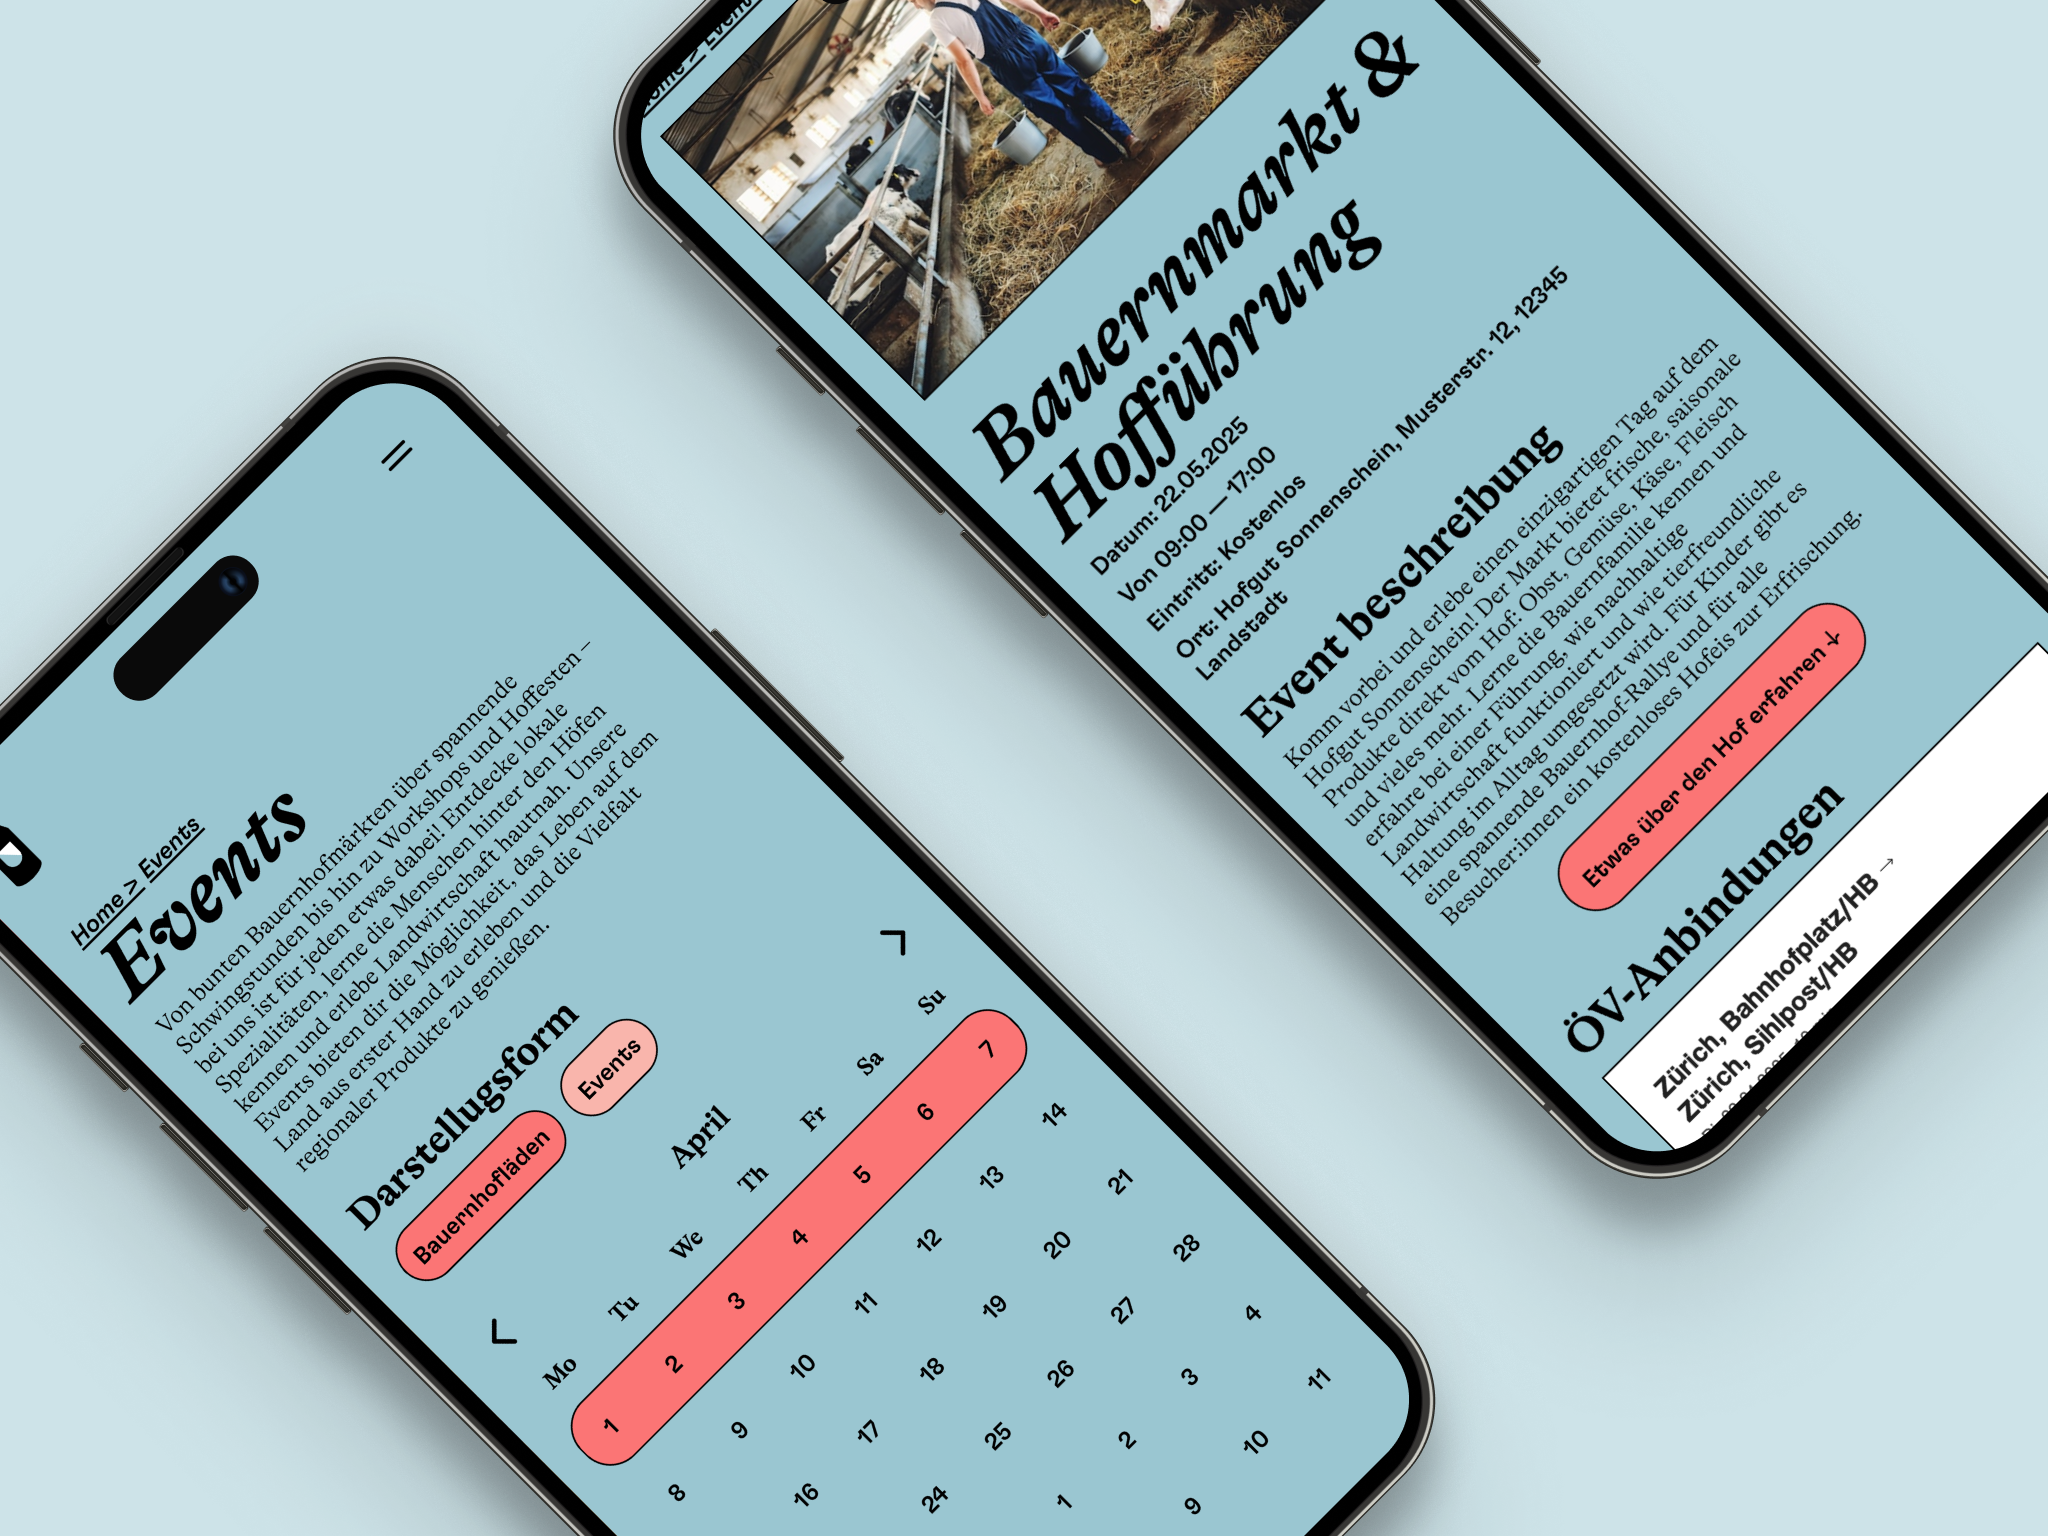 Home > Events
Events
Von bunten Bauernhofmärkten über spannende
Schwingstunden bis hin zu Workshops und Hoffesten –
bei uns ist für jeden etwas dabei! Entdecke lokale
Spezialitäten, lerne die Menschen hinter den Höfen
kennen und erlebe Landwirtschaft hautnah. Unsere
Events bieten dir die Möglichkeit, das Leben auf dem
Land aus erster Hand zu erleben und die Vielfalt
regionaler Produkte zu genießen.
Darstellugsform
Bauernhofläden Events
April
Mo Tu We Th Fr Sa Su
1 2 3 4 5 6 7
8 9 10 11 12 13 14
16 17 18 19 20 21
24 25 26 27 28
1 2 3 4
9 10 11
Home > Event
Bauernmarkt &
Hofführung
Datum: 22.05.2025
Von 09:00 — 17:00
Eintritt: Kostenlos
Ort: Hofgut Sonnenschein, Musterstr. 12, 12345
Landstadt
Event beschreibung
Komm vorbei und erlebe einen einzigartigen Tag auf dem
Hofgut Sonnenschein! Der Markt bietet frische, saisonale
Produkte direkt vom Hof: Obst, Gemüse, Käse, Fleisch
und vieles mehr. Lerne die Bauernfamilie kennen und
erfahre bei einer Führung, wie nachhaltige
Landwirtschaft funktioniert und wie tierfreundliche
Haltung im Alltag umgesetzt wird. Für Kinder gibt es
eine spannende Bauernhof-Rallye und für alle
Besucher:innen ein kostenloses Hofeis zur Erfrischung.
Etwas über den Hof erfahren ↓
ÖV-Anbindungen
Zürich, Bahnhofplatz/HB →
Zürich, Sihlpost/HB